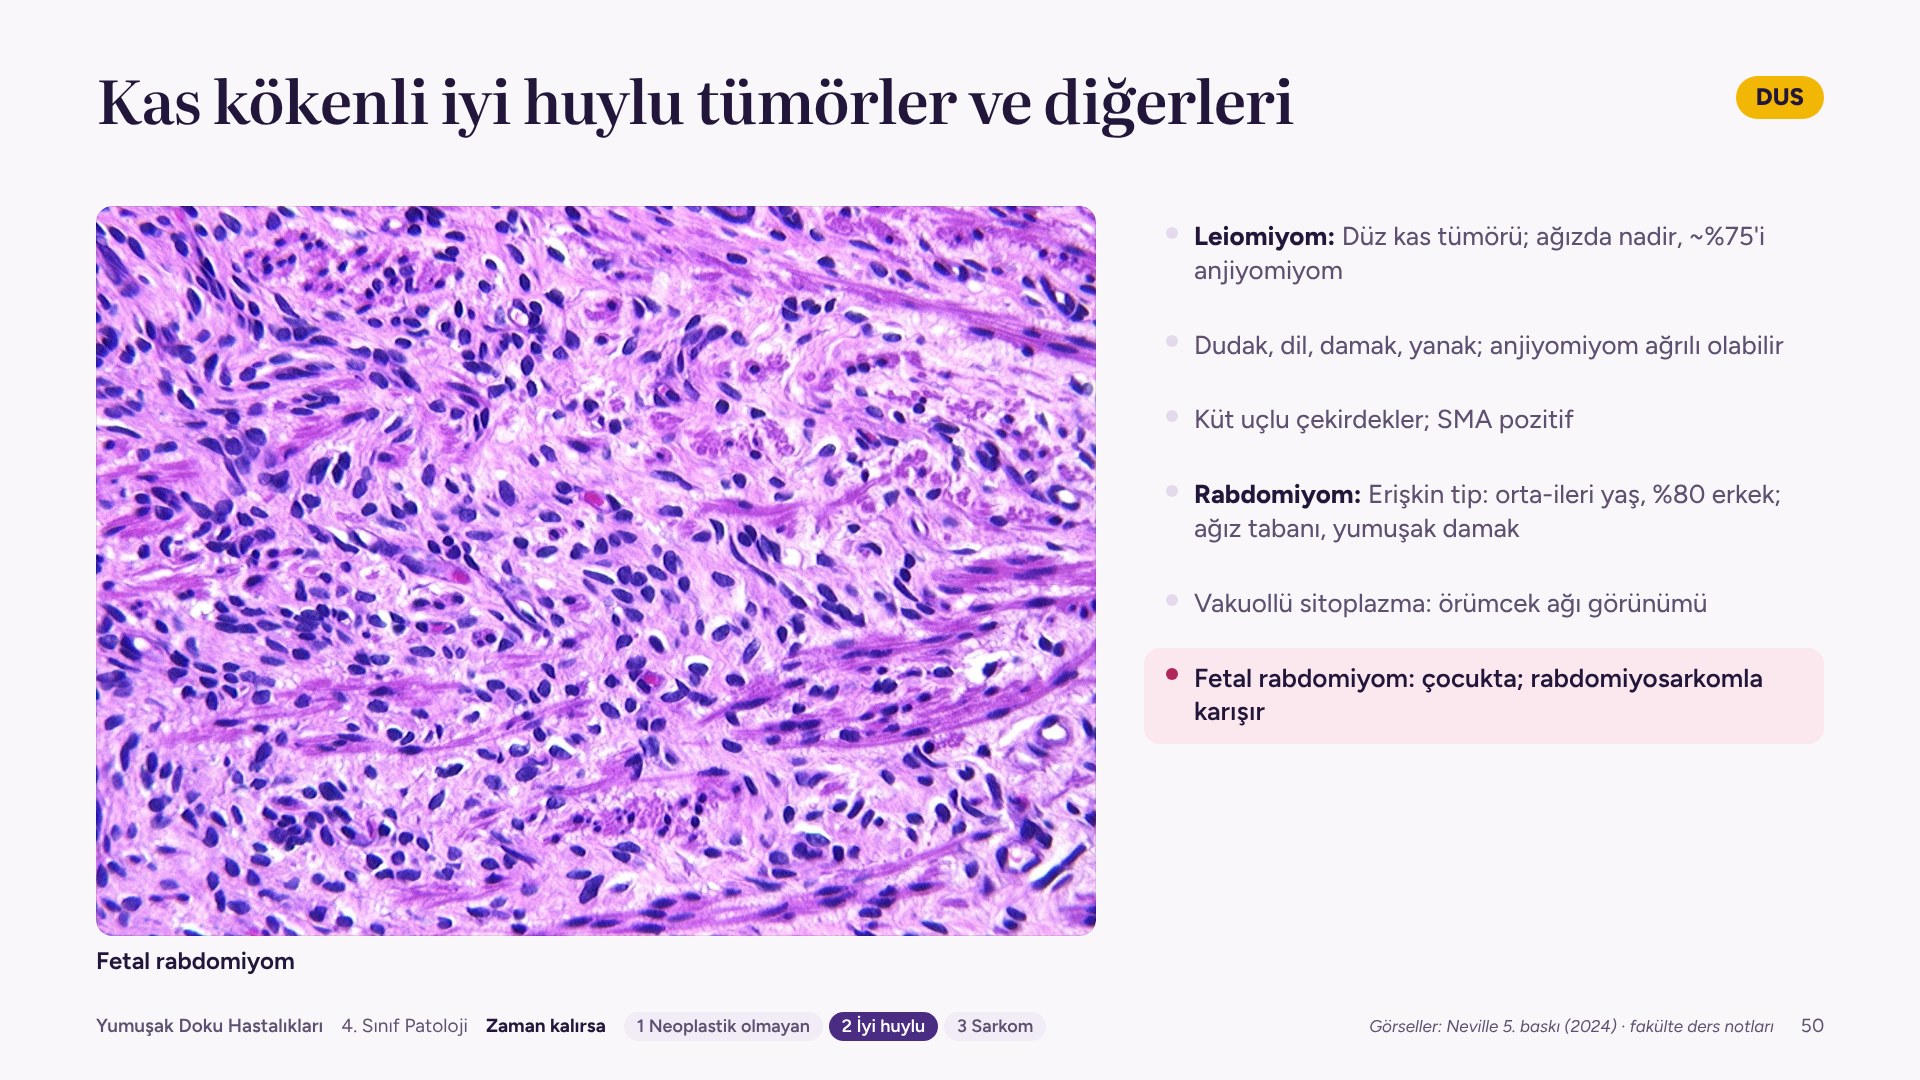 Kas kökenli iyi huylu tümörler ve diğerleri
DUS
Leiomiyom: Düz kas tümörü; ağızda nadir, ~%75'i
anjiyomiyom
Dudak, dil, damak, yanak; anjiyomiyom ağrılı olabilir
Küt uçlu çekirdekler; SMA pozitif
Rabdomiyom: Erişkin tip: orta-ileri yaş, %80 erkek;
ağız tabanı, yumuşak damak
Vakuollü sitoplazma: örümcek ağı görünümü
Fetal rabdomiyom: çocukta; rabdomiyosarkomla
karışır
Fetal rabdomiyom
Yumuşak Doku Hastalıkları 4. Sınıf Patoloji Zaman kalırsa 1 Neoplastik olmayan 2 İyi huylu 3 Sarkom Görseller: Neville 5. baskı (2024) · fakülte ders notları 50